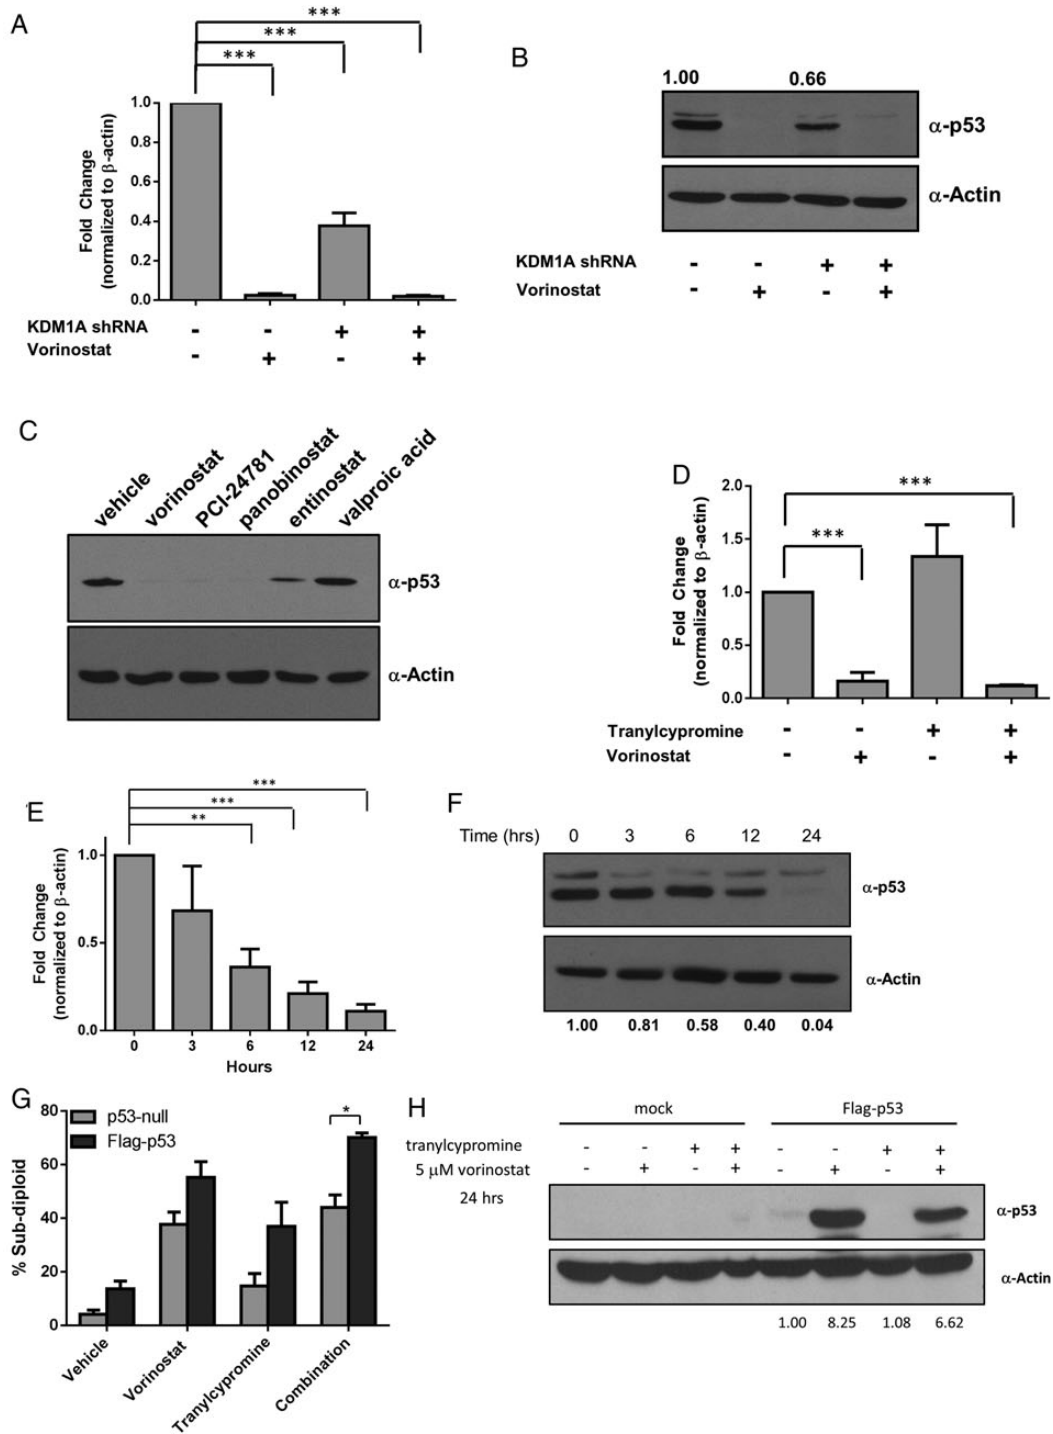 A
***
***
***
1.0
0.8
0.6
0.4
0.2
0.0
Fold Change
(normalized to β-actin)
KDM1A shRNA - - + +
Vorinostat - + - +
B
1.00 0.66
α-p53
α-Actin
KDM1A shRNA - - + +
Vorinostat - + - +
C
vehicle
vorinostat
PCI-24781
panobinostat
entinostat
valproic acid
α-p53
α-Actin
D
***
***
2.0
1.5
1.0
0.5
0.0
Fold Change
(normalized to β-actin)
Tranylcypromine - - + +
Vorinostat - + - +
E
***
***
**
1.0
0.5
0.0
Fold Change
(normalized to β-actin)
0 3 6 12 24
Hours
F
Time (hrs) 0 3 6 12 24
α-p53
α-Actin
1.00 0.81 0.58 0.40 0.04
G
p53-null
Flag-p53
*
80
60
40
20
0
% Sub-diploid
Vehicle
Vorinostat
Tranylcypromine
Combination
H
mock Flag-p53
tranylcypromine - - + + - - + +
5 μM vorinostat - + - + - + - +
24 hrs
α-p53
α-Actin
1.00 8.25 1.08 6.62